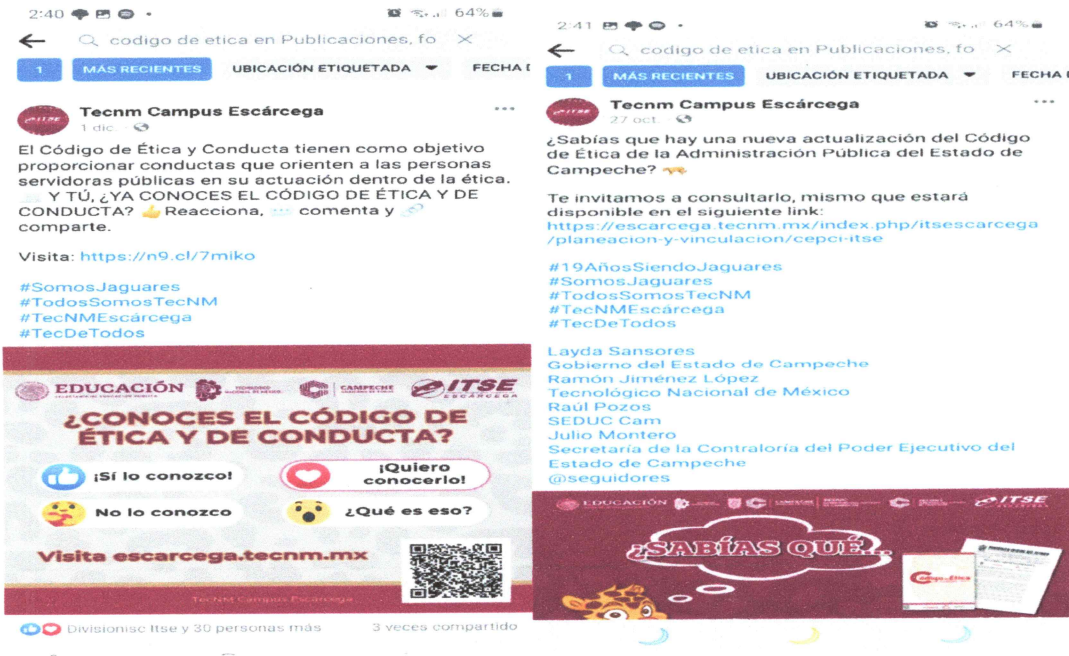 2:40
64%
codigo de etica en Publicaciones, fo
1
MÁS RECIENTES
UBICACIÓN ETIQUETADA
FECHA
Tecnm Campus Escárcega
1 dic.
El Código de Ética y Conducta tienen como objetivo
proporcionar conductas que orienten a las personas
servidoras públicas en su actuación dentro de la ética.
Y TÚ, ¿YA CONOCES EL CÓDIGO DE ÉTICA Y DE
CONDUCTA? 👍 Reacciona, comenta y
comparte.
Visita: https://n9.cl/7miko
#SomosJaguares
#TodosSomosTecNM
#TecNMEscárcega
#TecDeTodos
EDUCACIÓN
CAMPECHE
ITSE
ESCÁRCEGA
¿CONOCES EL CÓDIGO DE
ÉTICA Y DE CONDUCTA?
¡Sí lo conozco!
¡Quiero
conocerlo!
No lo conozco
¿Qué es eso?
Visita escarcega.tecnm.mx
TecNM Campus Escárcega
Divisionisc Itse y 30 personas más
3 veces compartido
2:41
64%
codigo de etica en Publicaciones, fo
1
MÁS RECIENTES
UBICACIÓN ETIQUETADA
FECHA
Tecnm Campus Escárcega
27 oct.
¿Sabías que hay una nueva actualización del Código
de Ética de la Administración Pública del Estado de
Campeche?
Te invitamos a consultarlo, mismo que estará
disponible en el siguiente link:
https://escarcega.tecnm.mx/index.php/itsescarcega
/planeacion-y-vinculacion/cepci-itse
#19AñosSiendoJaguares
#SomosJaguares
#TodosSomosTecNM
#TecNMEscárcega
#TecDeTodos
Layda Sansores
Gobierno del Estado de Campeche
Ramón Jiménez López
Tecnológico Nacional de México
Raúl Pozos
SEDUC Cam
Julio Montero
Secretaría de la Contraloría del Poder Ejecutivo del
Estado de Campeche
@seguidores
EDUCACIÓN
CAMPECHE
ITSE
¿SABÍAS QUÉ...
Código de Ética